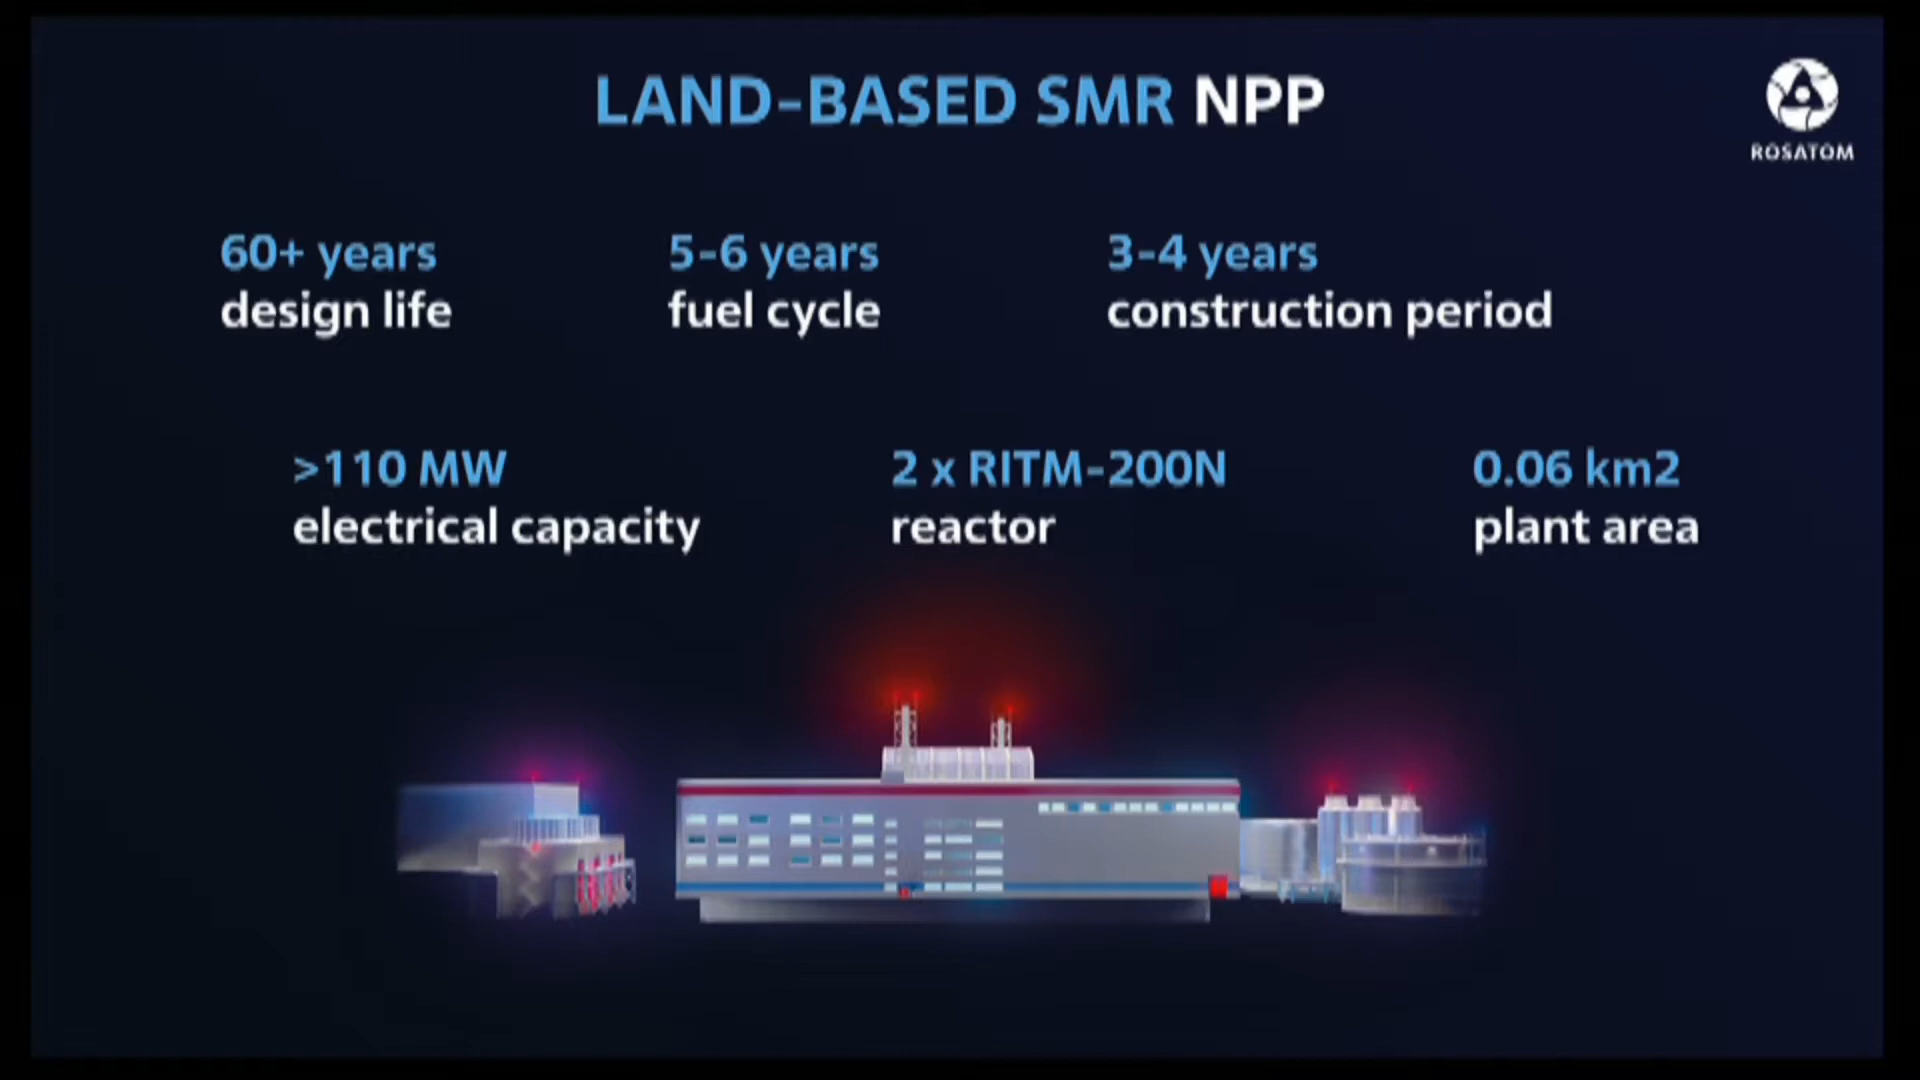 LAND-BASED SMR NPP
ROSATOM
60+ years
design life
5-6 years
fuel cycle
3-4 years
construction period
>110 MW
electrical capacity
2 x RITM-200N
reactor
0.06 km2
plant area